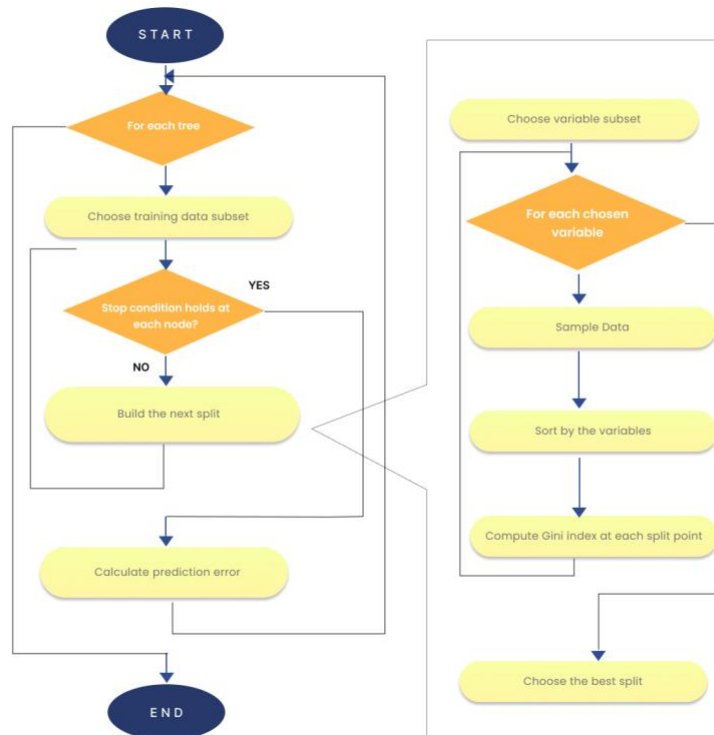 START
For each tree
Choose training data subset
Stop condition holds at
each node?
YES
NO
Build the next split
Calculate prediction error
END
Choose variable subset
For each chosen
variable
Sample Data
Sort by the variables
Compute Gini index at each split point
Choose the best split